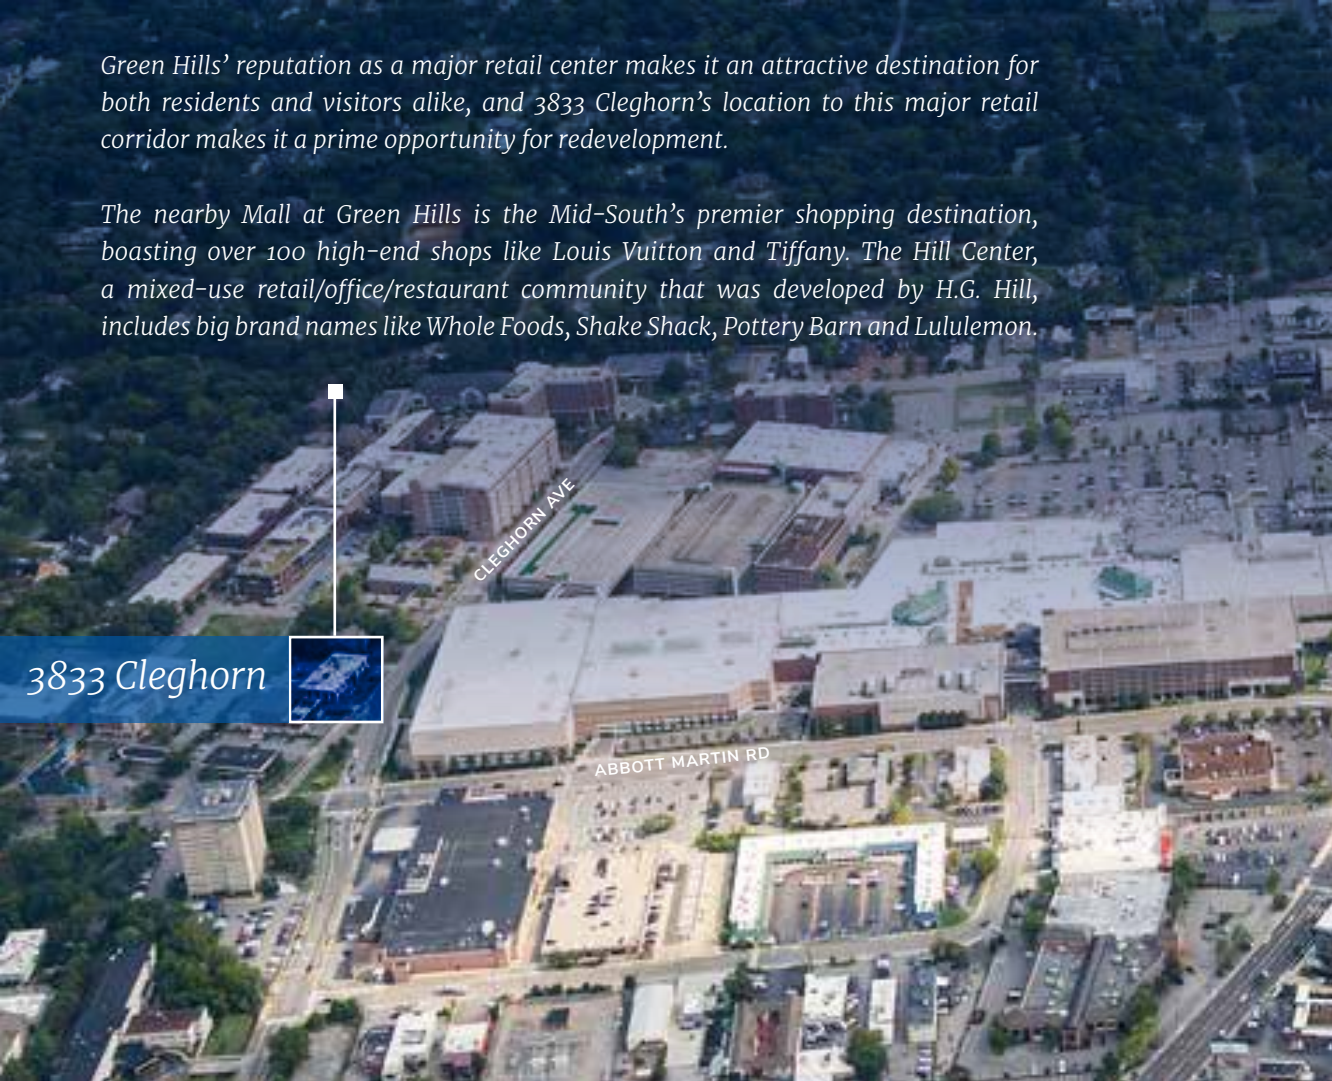 Green Hills’ reputation as a major retail center makes it an attractive destination for
both residents and visitors alike, and 3833 Cleghorn’s location to this major retail
corridor makes it a prime opportunity for redevelopment.
The nearby Mall at Green Hills is the Mid-South’s premier shopping destination,
boasting over 100 high-end shops like Louis Vuitton and Tiffany. The Hill Center,
a mixed-use retail/office/restaurant community that was developed by H.G. Hill,
includes big brand names like Whole Foods, Shake Shack, Pottery Barn and Lululemon.
CLEGHORN AVE
3833 Cleghorn
ABBOTT MARTIN RD